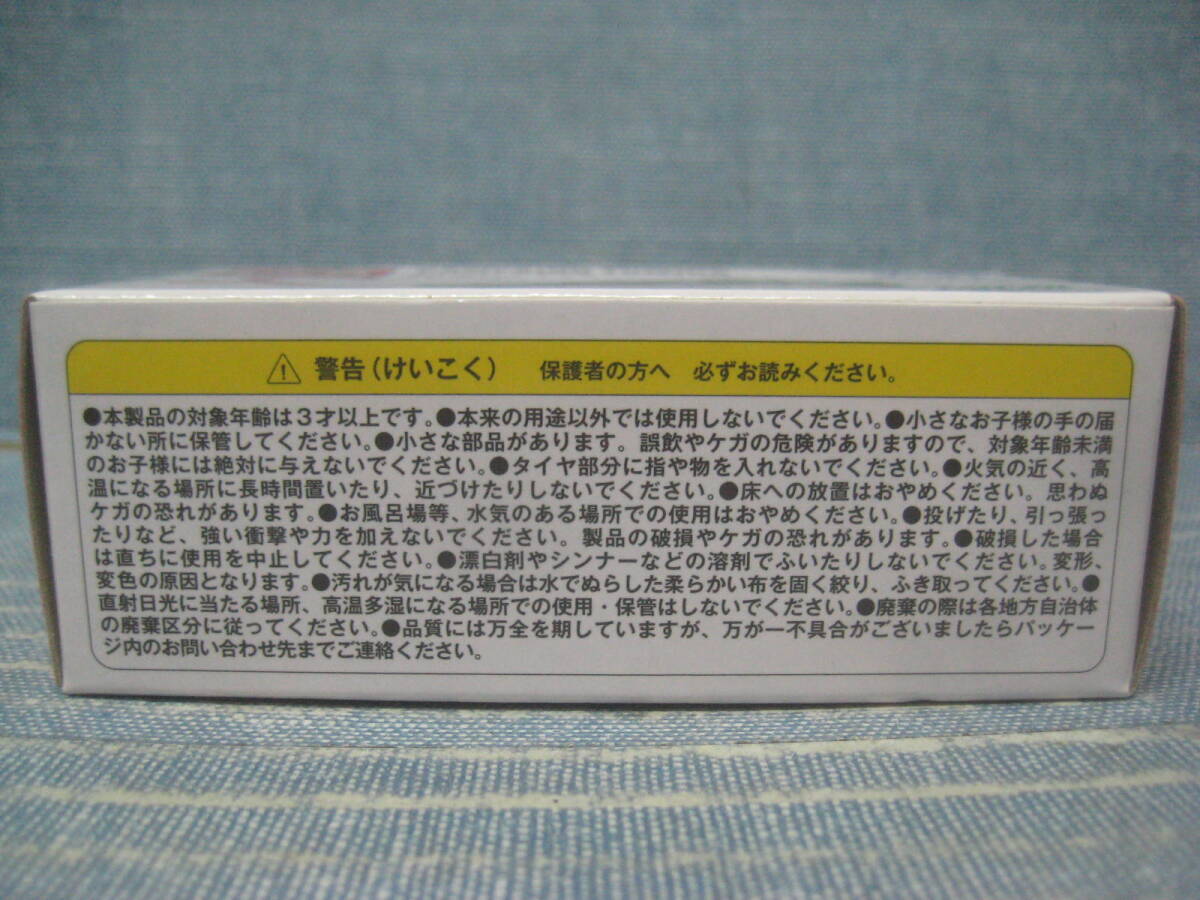 警告（けいこく） 保護者の方へ 必ずお読みください。
●本製品の対象年齢は３才以上です。●本来の用途以外では使用しないでください。●小さなお子様の手の届
かない所に保管してください。●小さな部品があります。誤飲やケガの危険がありますので、対象年齢未満
のお子様には絶対に与えないでください。●タイヤ部分に指や物を入れないでください。●火気の近く、高
温になる場所に長時間置いたり、近づけたりしないでください。●床への放置はおやめください。思わぬ
ケガの恐れがあります。●お風呂場等、水気のある場所での使用はおやめください。●投げたり、引っ張っ
たりなど、強い衝撃や力を加えないでください。製品の破損やケガの恐れがあります。●破損した場合
は直ちに使用を中止してください。●漂白剤やシンナーなどの溶剤でふいたりしないでください。変形、
変色の原因となります。●汚れが気になる場合は水でぬらした柔らかい布を固く絞り、ふき取ってください。●
直射日光に当たる場所、高温多湿になる場所での使用・保管はしないでください。●廃棄の際は各地方自治体
の廃棄区分に従ってください。●品質には万全を期していますが、万が一不具合がございましたらパッケー
ジ内のお問い合わせ先までご連絡ください。